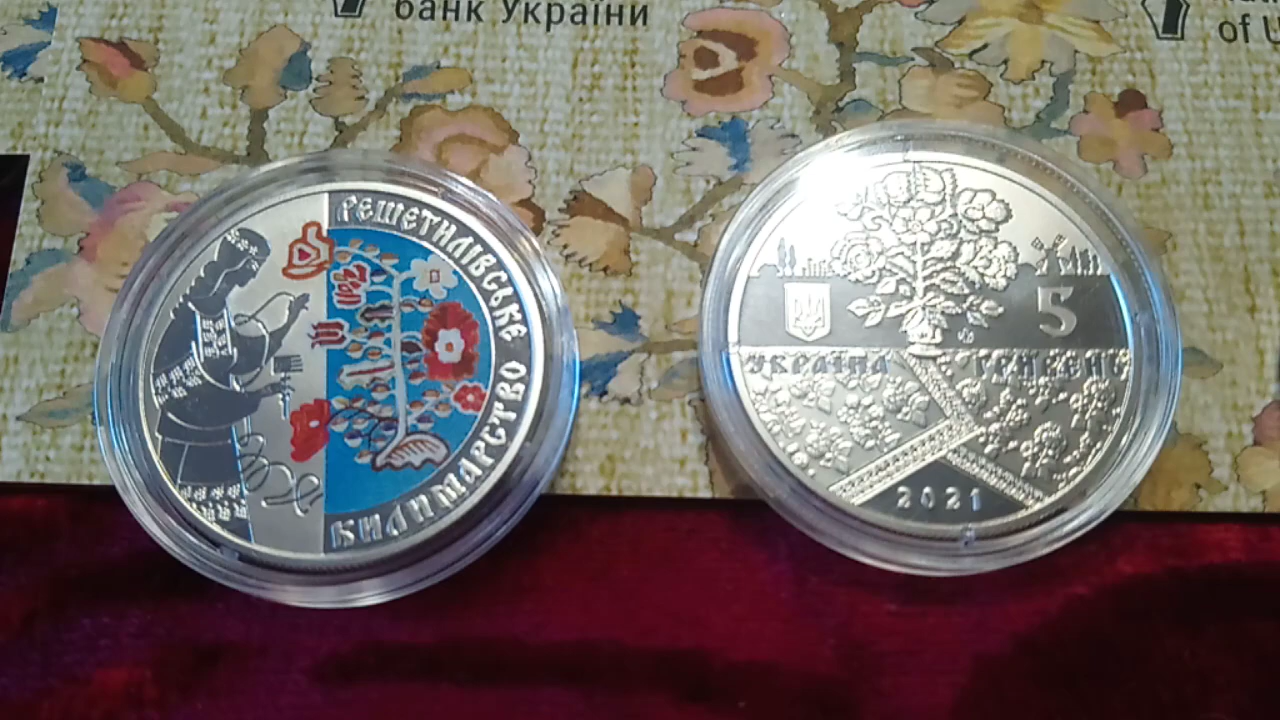 банк України
of U
РЕШЕТИЛІВСЬКЕ
КИЛИМАРСТВО
5
УКРАЇНА ГРИВЕНЬ
2021